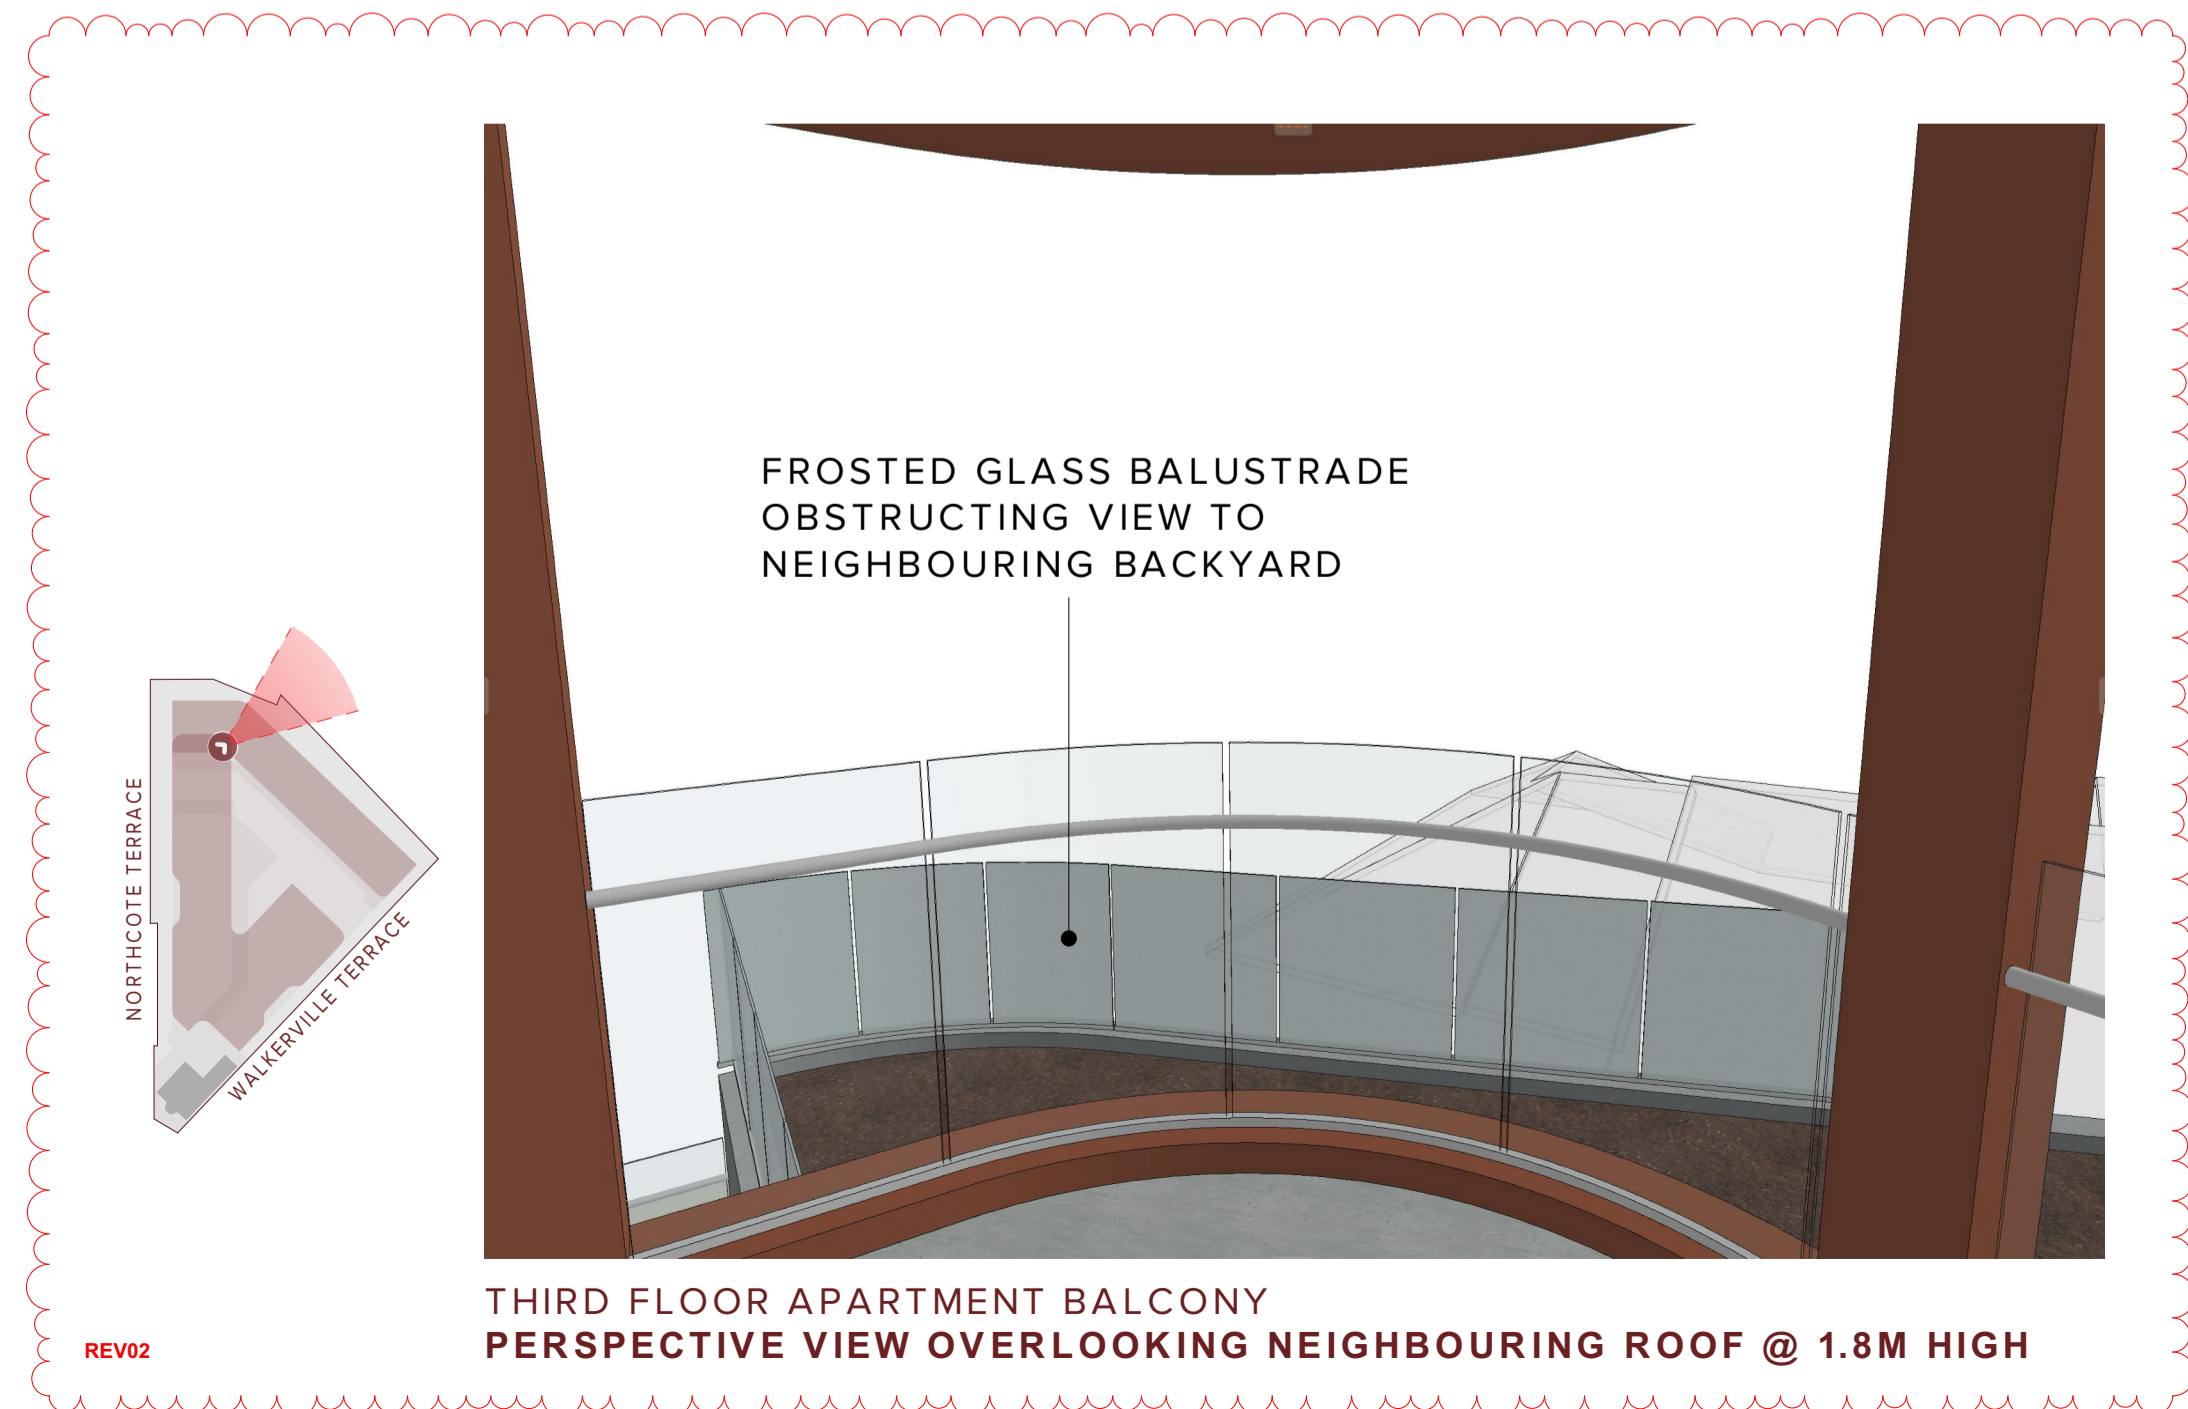 FROSTED GLASS BALUSTRADE
OBSTRUCTING VIEW TO
NEIGHBOURING BACKYARD
NORTHCOTE TERRACE
WALKERVILLE TERRACE
THIRD FLOOR APARTMENT BALCONY
PERSPECTIVE VIEW OVERLOOKING NEIGHBOURING ROOF @ 1.8M HIGH
REV02